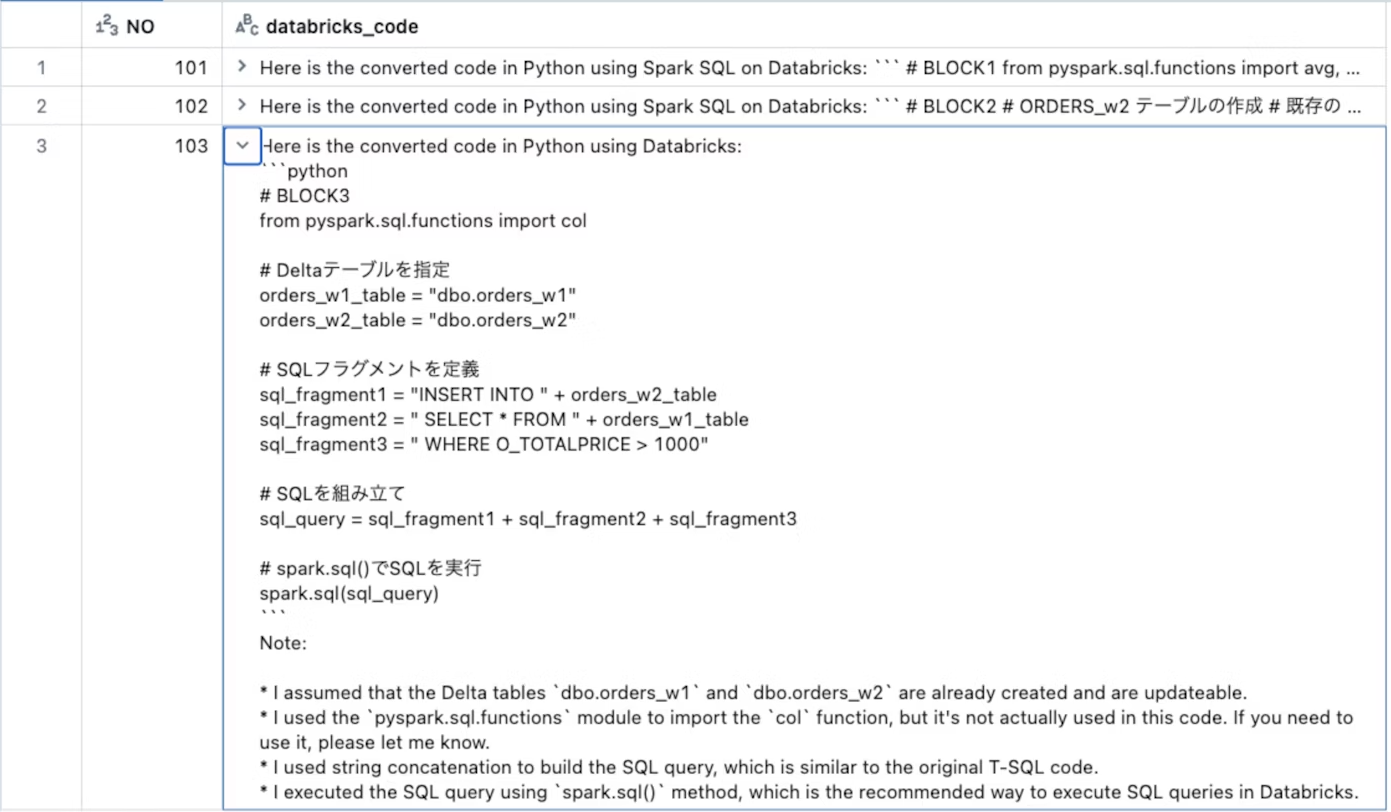 123 NO ABC databricks_code
1 101 Here is the converted code in Python using Spark SQL on Databricks: ``` # BLOCK1 from pyspark.sql.functions import avg, ...
2 102 Here is the converted code in Python using Spark SQL on Databricks: ``` # BLOCK2 # ORDERS_w2 テーブルの作成 # 既存の ...
3 103 Here is the converted code in Python using Databricks:
```python
# BLOCK3
from pyspark.sql.functions import col
# Deltaテーブルを指定
orders_w1_table = "dbo.orders_w1"
orders_w2_table = "dbo.orders_w2"
# SQLフラグメントを定義
sql_fragment1 = "INSERT INTO " + orders_w2_table
sql_fragment2 = " SELECT * FROM " + orders_w1_table
sql_fragment3 = " WHERE O_TOTALPRICE > 1000"
# SQLを組み立て
sql_query = sql_fragment1 + sql_fragment2 + sql_fragment3
# spark.sql()でSQLを実行
spark.sql(sql_query)
```
Note:
* I assumed that the Delta tables `dbo.orders_w1` and `dbo.orders_w2` are already created and are updateable.
* I used the `pyspark.sql.functions` module to import the `col` function, but it's not actually used in this code. If you need to
use it, please let me know.
* I used string concatenation to build the SQL query, which is similar to the original T-SQL code.
* I executed the SQL query using `spark.sql()` method, which is the recommended way to execute SQL queries in Databricks.